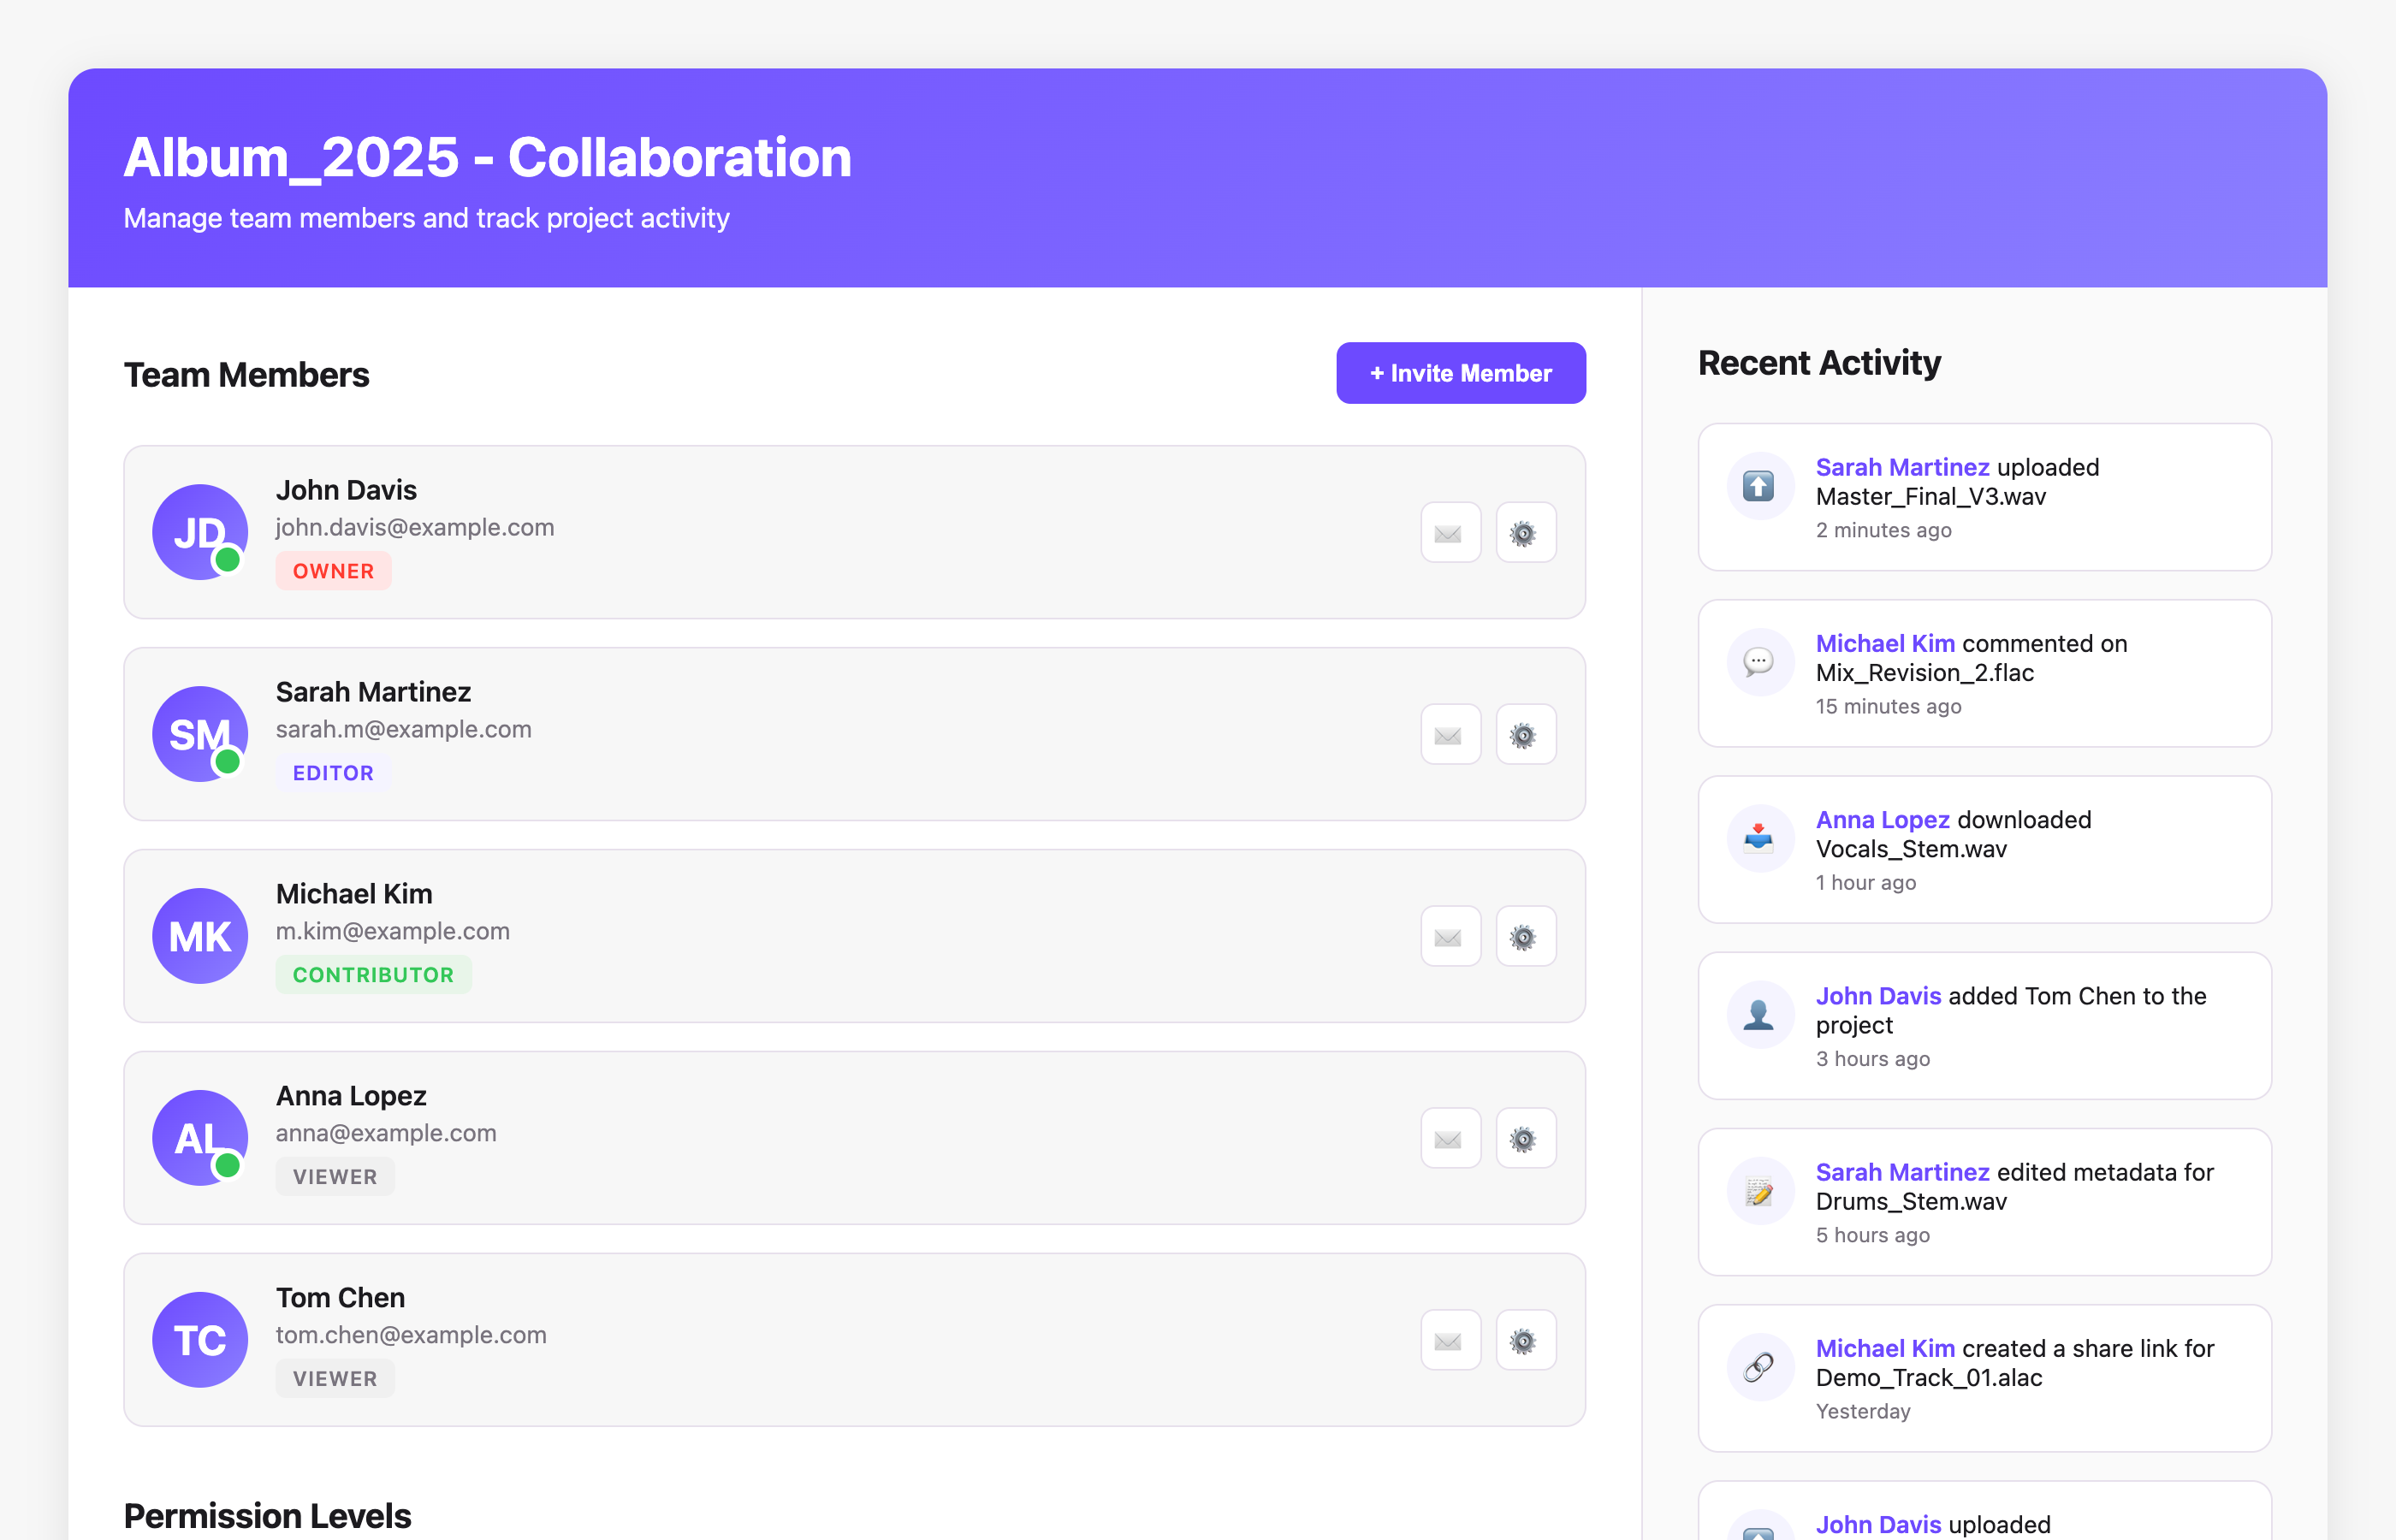 Album_2025 - Collaboration
Manage team members and track project activity
Team Members
+ Invite Member
JD
John Davis
john.davis@example.com
OWNER
SM
Sarah Martinez
sarah.m@example.com
EDITOR
MK
Michael Kim
m.kim@example.com
CONTRIBUTOR
AL
Anna Lopez
anna@example.com
VIEWER
TC
Tom Chen
tom.chen@example.com
VIEWER
Permission Levels
Recent Activity
Sarah Martinez uploaded
Master_Final_V3.wav
2 minutes ago
Michael Kim commented on
Mix_Revision_2.flac
15 minutes ago
Anna Lopez downloaded
Vocals_Stem.wav
1 hour ago
John Davis added Tom Chen to the
project
3 hours ago
Sarah Martinez edited metadata for
Drums_Stem.wav
5 hours ago
Michael Kim created a share link for
Demo_Track_01.alac
Yesterday
John Davis uploaded